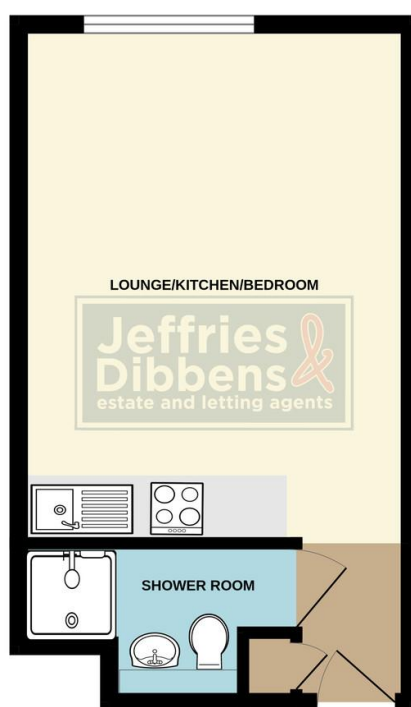 LOUNGE/KITCHEN/BEDROOM
Jeffries &
Dibbens
estate and letting agents
SHOWER ROOM